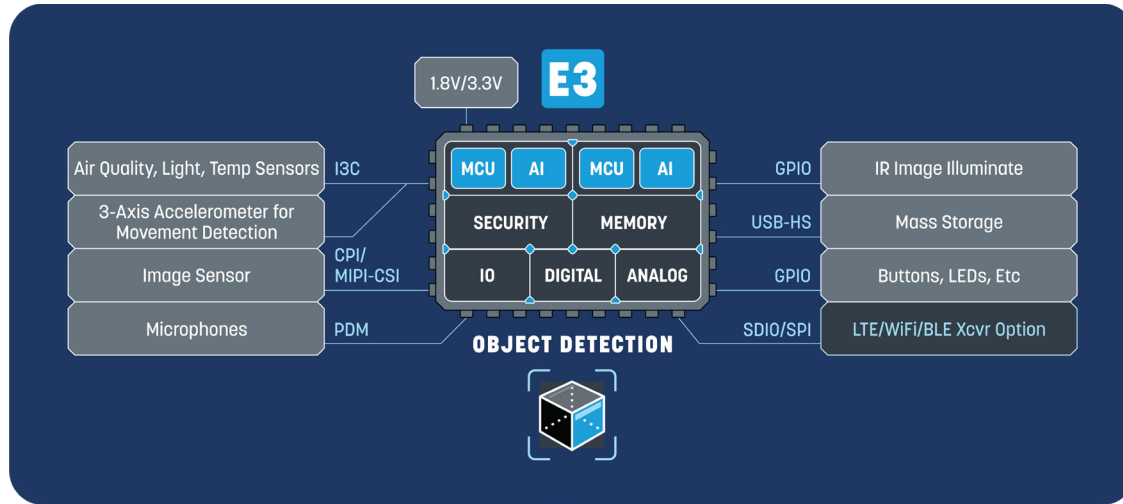 1.8V/3.3V
E3
Air Quality, Light, Temp Sensors
I3C
3-Axis Accelerometer for
Movement Detection
Image Sensor
CPI/
MIPI-CSI
Microphones
PDM
MCU
AI
MCU
AI
SECURITY
MEMORY
IO
DIGITAL
ANALOG
GPIO
IR Image Illuminate
USB-HS
Mass Storage
GPIO
Buttons, LEDs, Etc
SDIO/SPI
LTE/WiFi/BLE Xcvr Option
OBJECT DETECTION